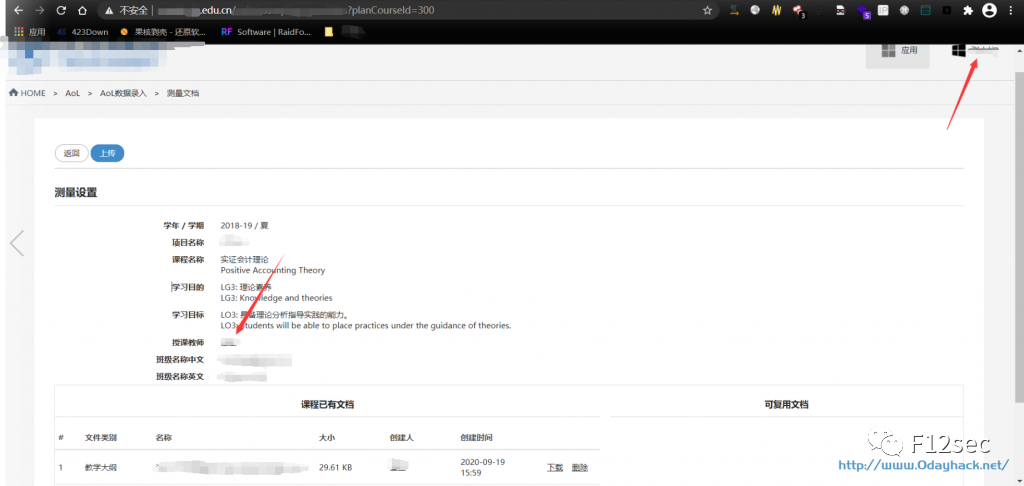 不安全 | .edu.cn/ ?planCourseId=300
3 5
应用 423Down 果核剥壳 - 还原软... RF Software | RaidFo...
应用
HOME > AoL > AoL数据录入 > 测量文档
返回 上传
测量设置
学年 / 学期 2018-19 / 夏
项目名称
课程名称 实证会计理论
Positive Accounting Theory
学习目的 LG3: 理论素养
LG3: Knowledge and theories
学习目标 LO3: 具备理论分析指导实践的能力。
LO3: Students will be able to place practices under the guidance of theories.
授课教师
班级名称中文
班级名称英文
课程已有文档 可复用文档
# 文件类别 名称 大小 创建人 创建时间
1 教学大纲 29.61 KB 2020-09-19 15:59 下载 删除
F12sec
http://www.0dayhack.net/